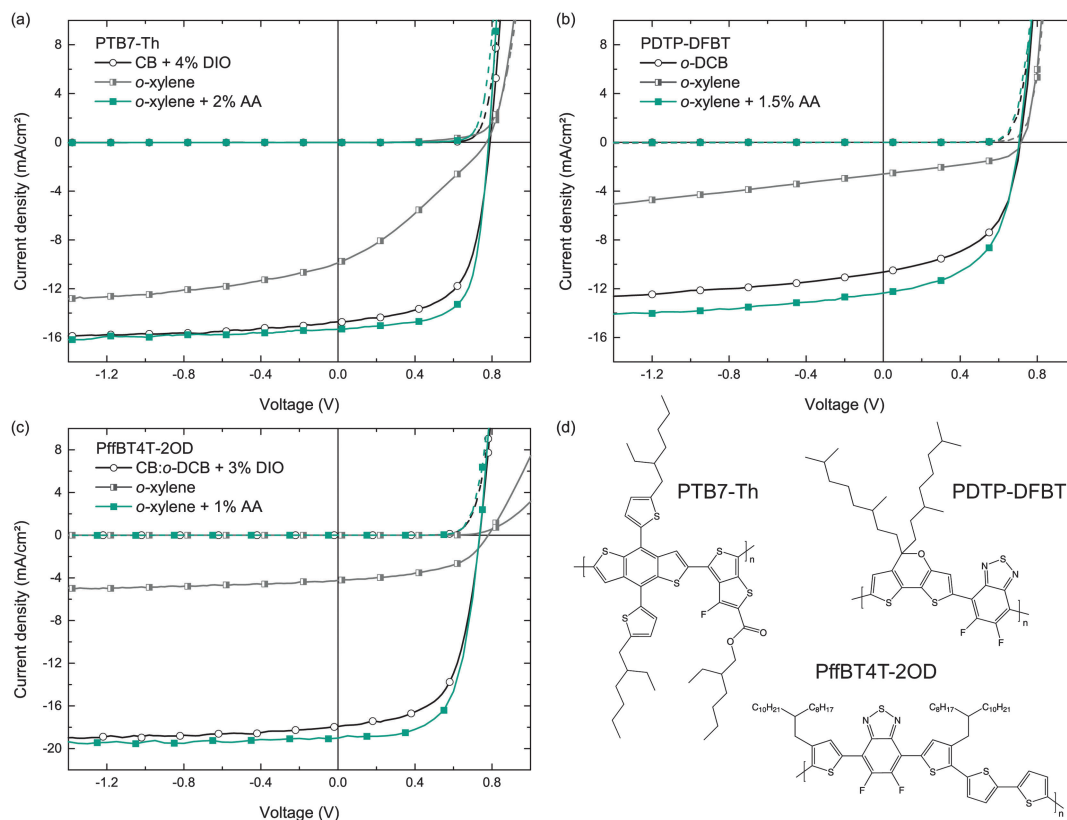 (a)
PTB7-Th
CB + 4% DIO
o-xylene
o-xylene + 2% AA
8
4
0
-4
-8
-12
-16
-1.2
-0.8
-0.4
0.0
0.4
0.8
Current density (mA/cm²)
Voltage (V)
(b)
PDTP-DFBT
o-DCB
o-xylene
o-xylene + 1.5% AA
8
4
0
-4
-8
-12
-16
-1.2
-0.8
-0.4
0.0
0.4
0.8
Current density (mA/cm²)
Voltage (V)
(c)
PffBT4T-2OD
CB:o-DCB + 3% DIO
o-xylene
o-xylene + 1% AA
8
4
0
-4
-8
-12
-16
-20
-1.2
-0.8
-0.4
0.0
0.4
0.8
Current density (mA/cm²)
Voltage (V)
(d)
PTB7-Th
S
S
S
n
S
S
F
S
O
O
PDTP-DFBT
O
S
S
N
S
N
F
F
n
PffBT4T-2OD
C10H21
C8H17
C8H17
C10H21
N
S
N
S
F
F
S
S
S
n